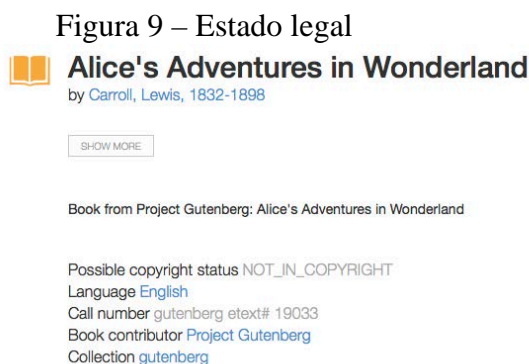 Figura 9 – Estado legal
Alice's Adventures in Wonderland
by Carroll, Lewis, 1832-1898
SHOW MORE
Book from Project Gutenberg: Alice's Adventures in Wonderland
Possible copyright status NOT_IN_COPYRIGHT
Language English
Call number gutenberg etext# 19033
Book contributor Project Gutenberg
Collection gutenberg